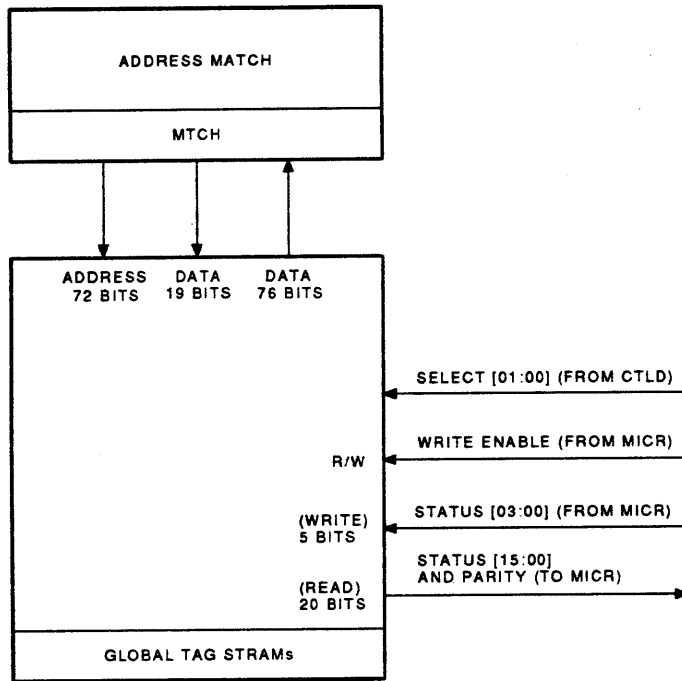 ADDRESS MATCH
MTCH
ADDRESS DATA DATA
72 BITS 19 BITS 76 BITS
SELECT [01:00] (FROM CTLD)
R/W
WRITE ENABLE (FROM MICR)
(WRITE)
5 BITS
STATUS [03:00] (FROM MICR)
STATUS [15:00]
AND PARITY (TO MICR)
(READ)
20 BITS
GLOBAL TAG STRAMs